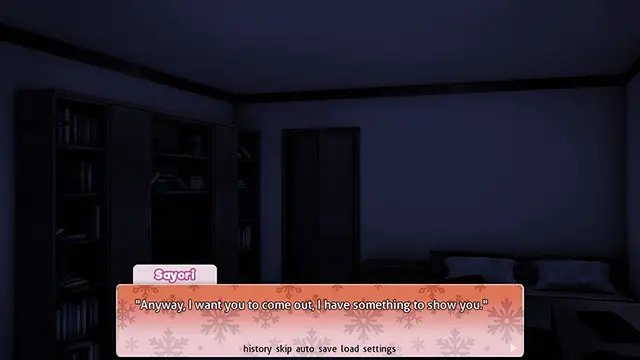 Sayori
"Anyway, I want you to come out, I have something to show you."
history skip auto save load settings